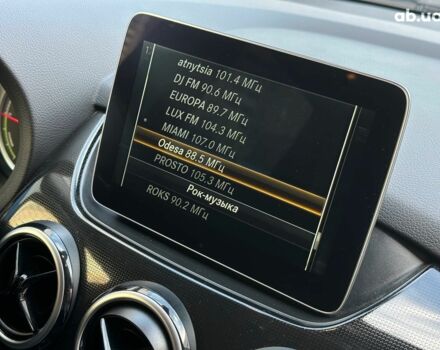 ab.ua
1
atnytsia 101.4 МГц
DJ FM 90.6 МГц
EUROPA 89.7 МГц
LUX FM 104.3 МГц
MIAMI 107.0 МГц
Odesa 88.5 МГц
PROSTO 105.3 МГц
Рок-музыка
ROKS 90.2 МГц